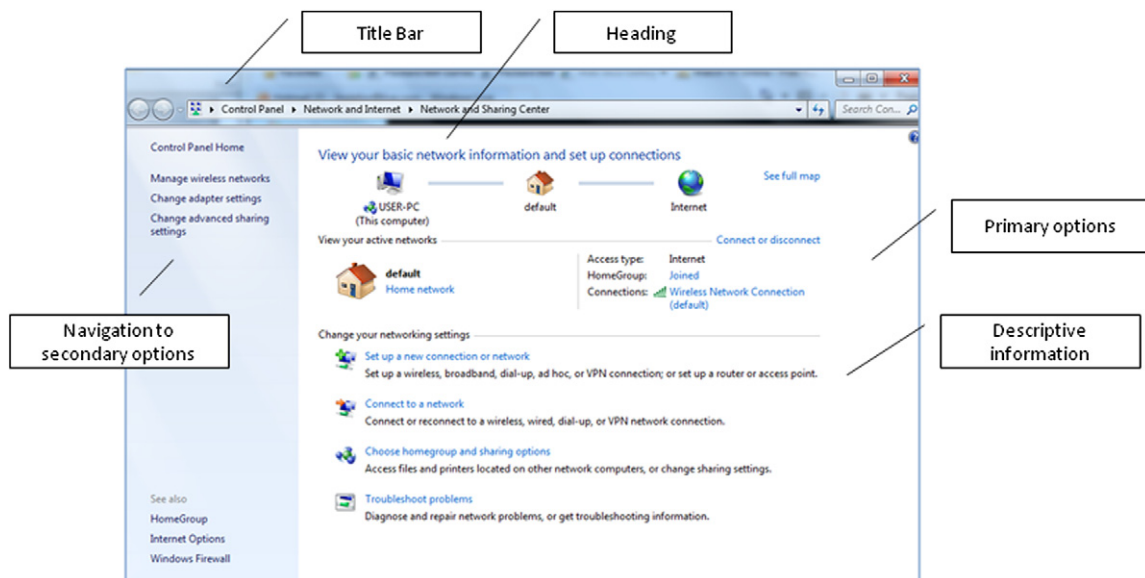 Title Bar
Heading
Control Panel ▸ Network and Internet ▸ Network and Sharing Center
Search Con...
Control Panel Home
Manage wireless networks
Change adapter settings
Change advanced sharing
settings
See also
HomeGroup
Internet Options
Windows Firewall
View your basic network information and set up connections
See full map
USER-PC
(This computer)
default
Internet
View your active networks
Connect or disconnect
default
Home network
Access type: Internet
HomeGroup: Joined
Connections: Wireless Network Connection
(default)
Change your networking settings
Set up a new connection or network
Set up a wireless, broadband, dial-up, ad hoc, or VPN connection; or set up a router or access point.
Connect to a network
Connect or reconnect to a wireless, wired, dial-up, or VPN network connection.
Choose homegroup and sharing options
Access files and printers located on other network computers, or change sharing settings.
Troubleshoot problems
Diagnose and repair network problems, or get troubleshooting information.
Primary options
Navigation to
secondary options
Descriptive
information